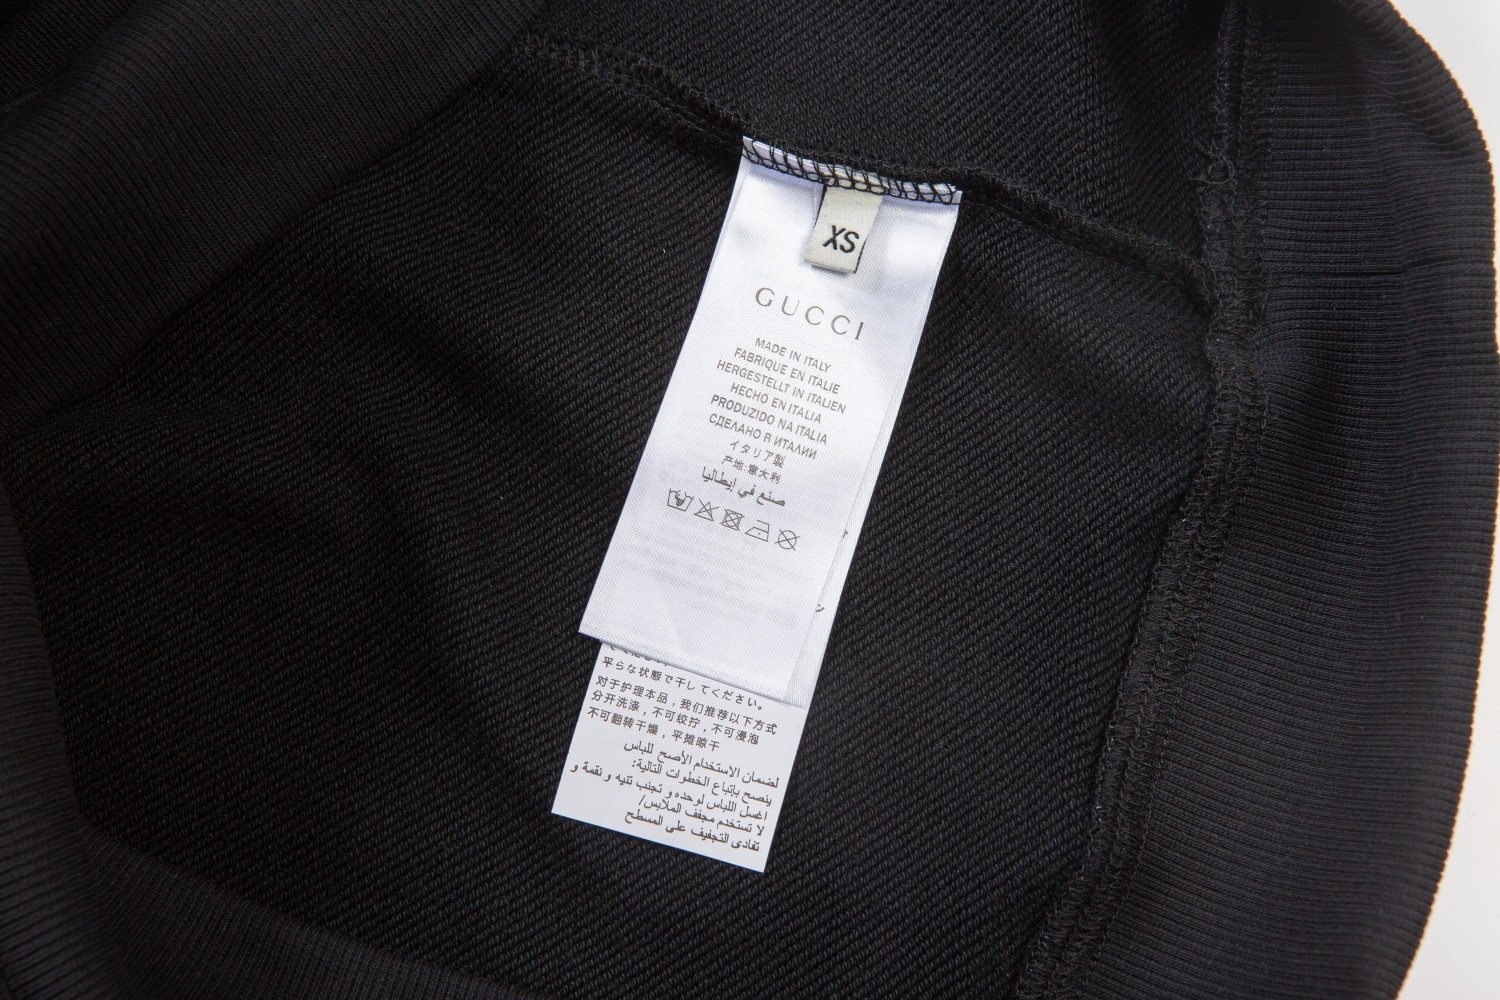 XS
GUCCI
MADE IN ITALY
FABRIQUE EN ITALIE
HERGESTELLT IN ITALIEN
HECHO EN ITALIA
PRODUZIDO NA ITALIA
СДЕЛАНО В ИТАЛИИ
イタリア製
产地:意大利
صنع في إيطاليا
平らな状態で干してください。
对于护理本品，我们推荐以下方式
分开洗涤，不可绞拧，不可浸泡
不可翻转干燥，平摊晾干
لضمان الاستخدام الأصح للباس
ينصح بإتباع الخطوات التالية:
اغسل اللباس لوحده و تجنب تنيه و نقعه و
لا تستخدم مجفف الملابس/
تفادى التجفيف على المسطح